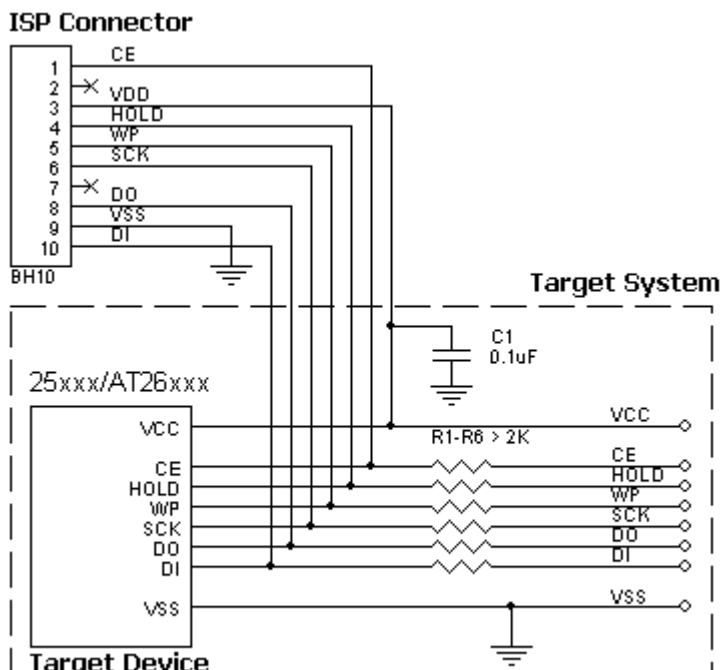 ISP Connector
1 CE
2
3 VDD
4 HOLD
5 WP
6 SCK
7
8 DO
9 VSS
10 DI
BH10
Target System
C1
0.1uF
25xxx/AT26xxx
VCC
R1-R6 > 2K
VCC
CE
CE
HOLD
HOLD
WP
WP
SCK
SCK
DO
DO
DI
DI
VSS
VSS
Target Device